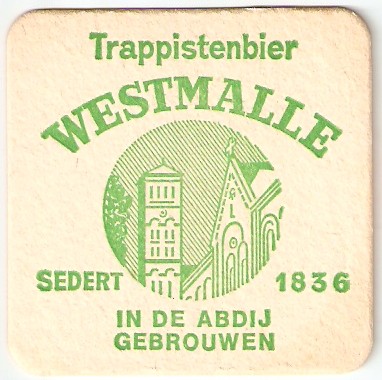 Trappistenbier
WESTMALLE
SEDERT 1836
IN DE ABDIJ
GEBROUWEN